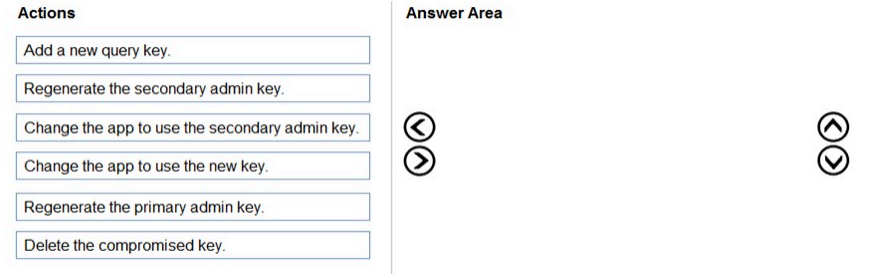 Actions
Answer Area
Add a new query key.
Regenerate the secondary admin key.
Change the app to use the secondary admin key.
Change the app to use the new key.
Regenerate the primary admin key.
Delete the compromised key.